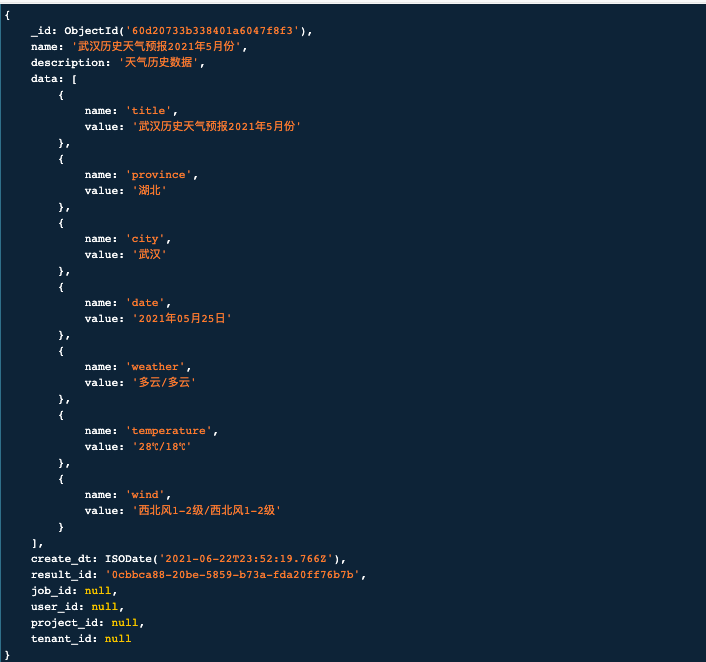 {
    _id: ObjectId('60d20733b338401a6047f8f3'),
    name: '武汉历史天气预报2021年5月份',
    description: '天气历史数据',
    data: [
        {
            name: 'title',
            value: '武汉历史天气预报2021年5月份'
        },
        {
            name: 'province',
            value: '湖北'
        },
        {
            name: 'city',
            value: '武汉'
        },
        {
            name: 'date',
            value: '2021年05月25日'
        },
        {
            name: 'weather',
            value: '多云/多云'
        },
        {
            name: 'temperature',
            value: '28℃/18℃'
        },
        {
            name: 'wind',
            value: '西北风1-2级/西北风1-2级'
        }
    ],
    create_dt: ISODate('2021-06-22T23:52:19.766Z'),
    result_id: '0cbbca88-20be-5859-b73a-fda20ff76b7b',
    job_id: null,
    user_id: null,
    project_id: null,
    tenant_id: null
}